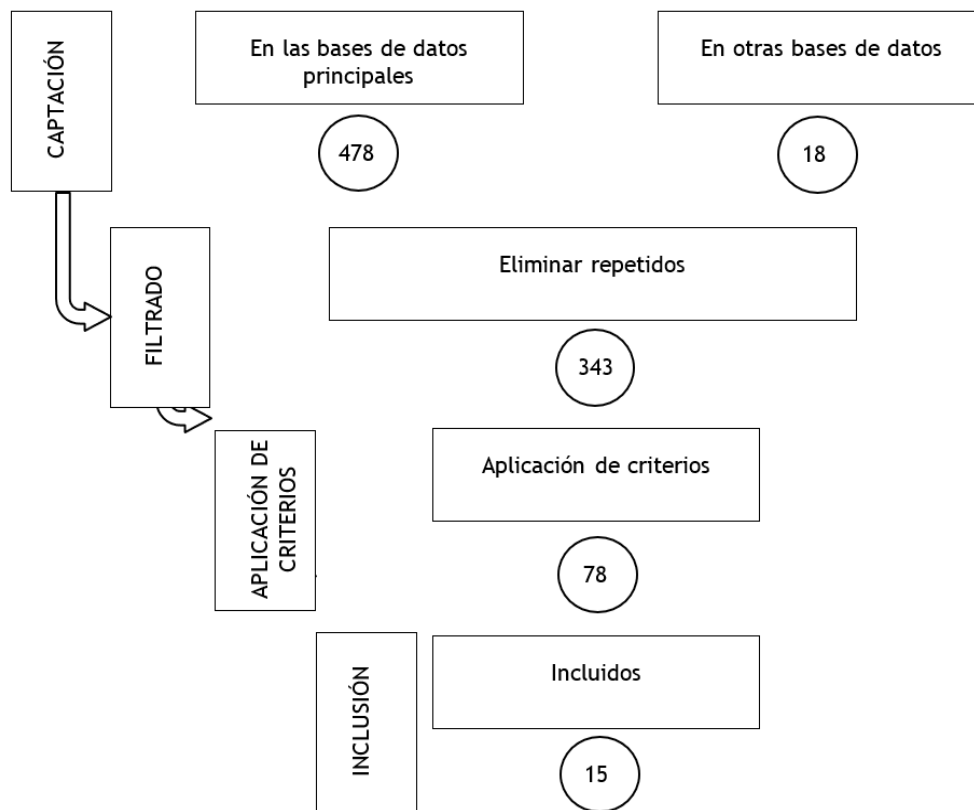 CAPTACIÓN
En las bases de datos
principales
En otras bases de datos
478
18
FILTRADO
Eliminar repetidos
343
APLICACIÓN DE
CRITERIOS
Aplicación de criterios
78
INCLUSIÓN
Incluidos
15